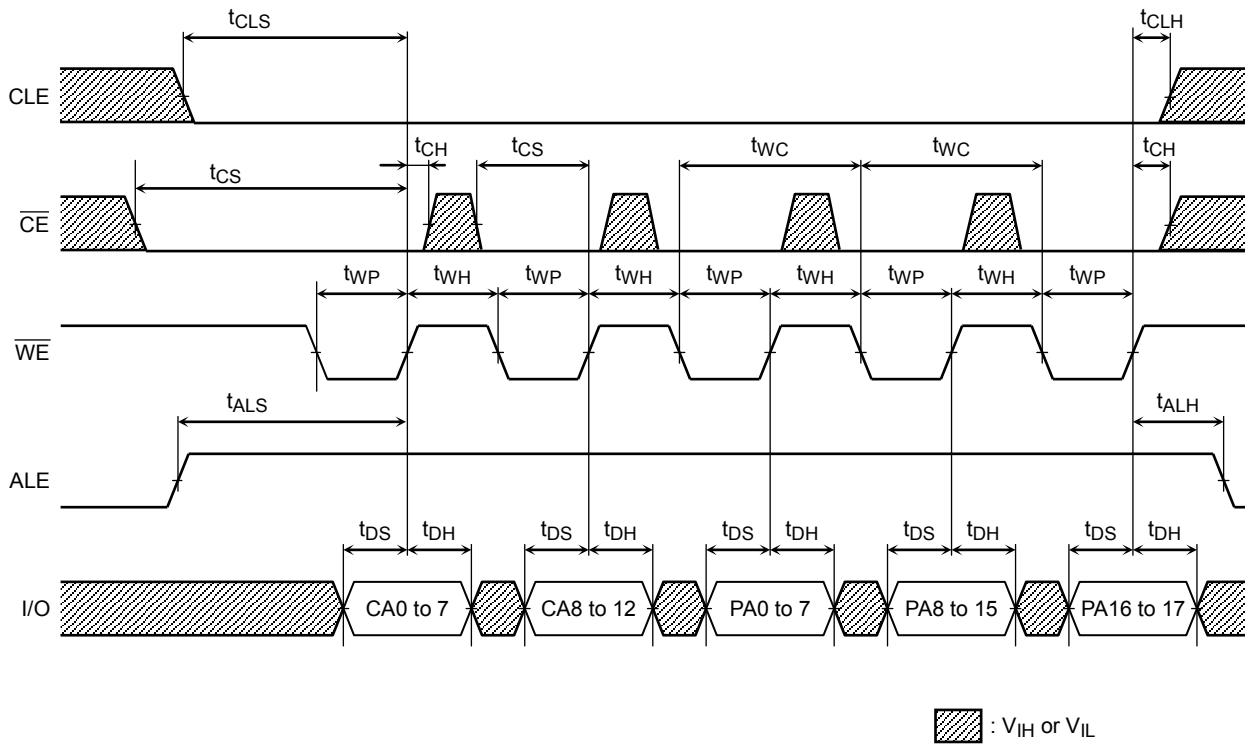 tCLS
tCLH
CLE
tCH
tCS
tWC
tWC
tCH
tCS
CE
tWP
tWH
tWP
tWH
tWP
tWH
tWP
tWH
tWP
WE
tALS
tALH
ALE
tDS
tDH
tDS
tDH
tDS
tDH
tDS
tDH
tDS
tDH
I/O
CA0 to 7
CA8 to 12
PA0 to 7
PA8 to 15
PA16 to 17
: VIH or VIL